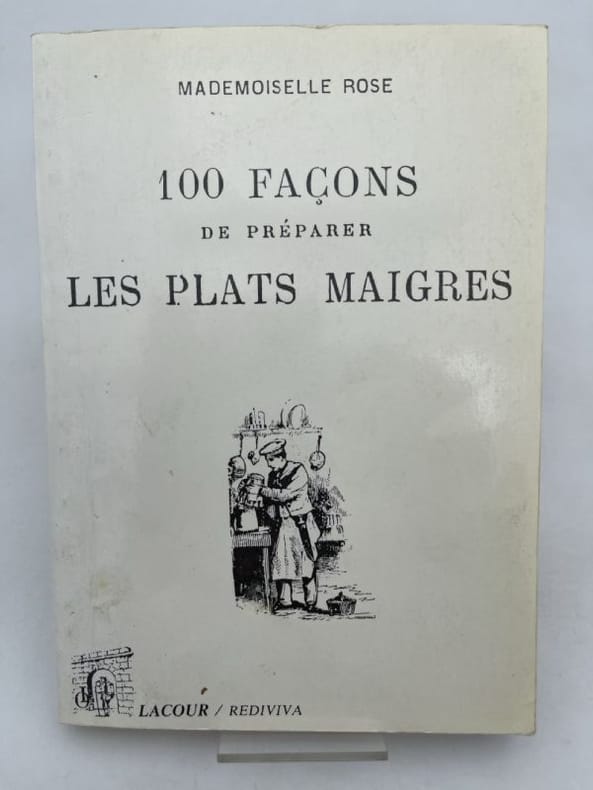 MADEMOISELLE ROSE
100 FAÇONS
DE PRÉPARER
LES PLATS MAIGRES
LACOUR / REDIVIVA